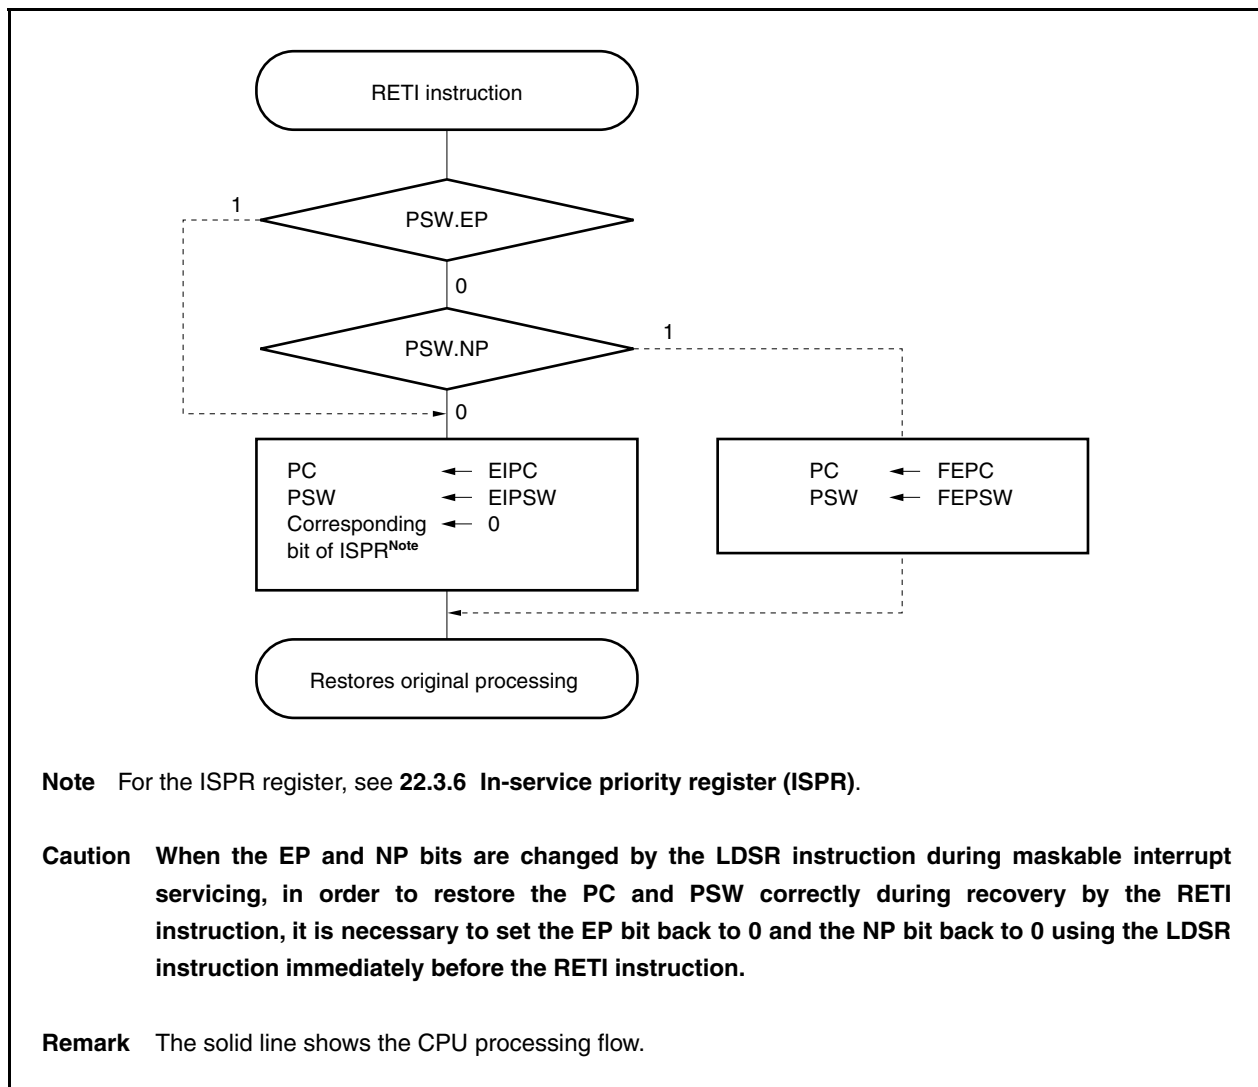 RETI instruction
1
PSW.EP
0
PSW.NP
1
0
PC ← EIPC
PSW ← EIPSW
Corresponding ← 0
bit of ISPRNote
PC ← FEPC
PSW ← FEPSW
Restores original processing
Note For the ISPR register, see 22.3.6 In-service priority register (ISPR).
Caution When the EP and NP bits are changed by the LDSR instruction during maskable interrupt
servicing, in order to restore the PC and PSW correctly during recovery by the RETI
instruction, it is necessary to set the EP bit back to 0 and the NP bit back to 0 using the LDSR
instruction immediately before the RETI instruction.
Remark The solid line shows the CPU processing flow.